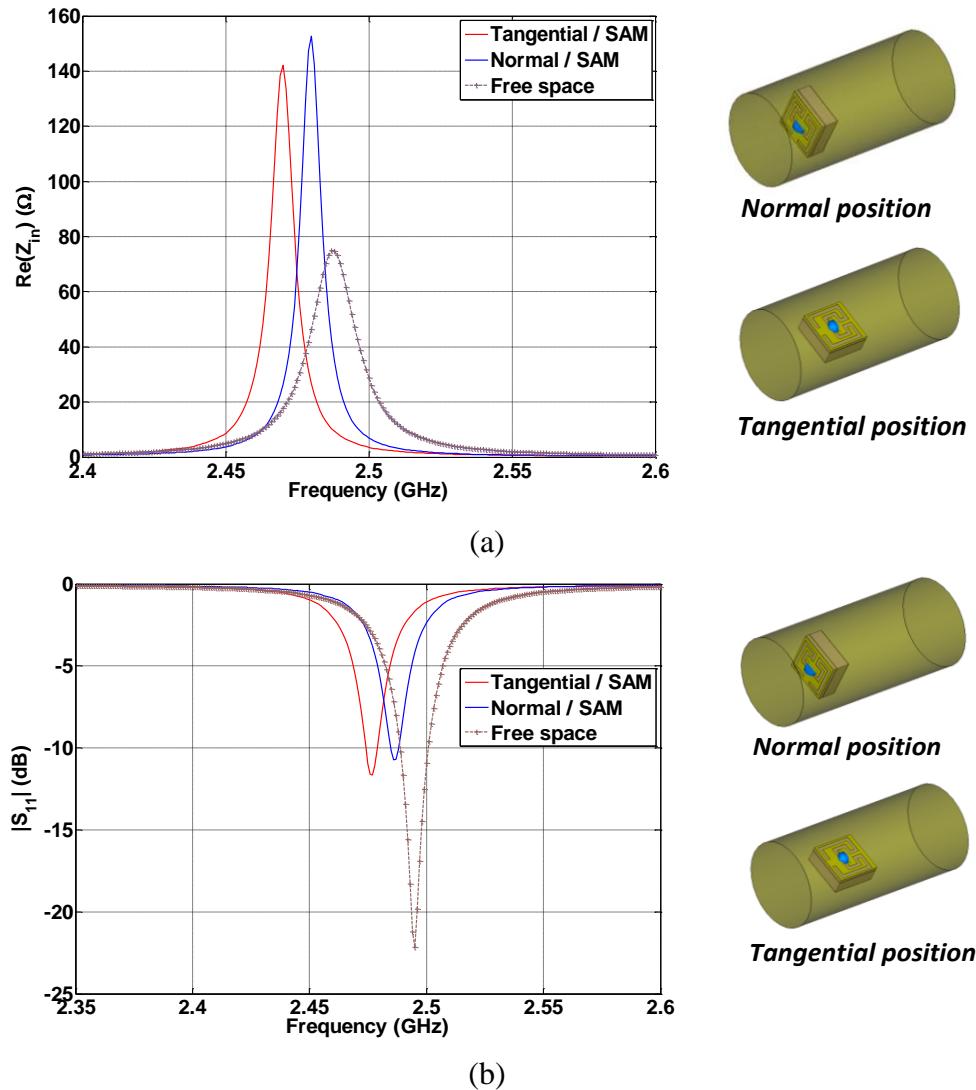 160
140
120
100
80
60
40
20
0
Re(Z_in) (Ω)
Tangential / SAM
Normal / SAM
Free space
2.4 2.45 2.5 2.55 2.6
Frequency (GHz)
Normal position
Tangential position
(a)
0
-5
-10
-15
-20
-25
|S_11| (dB)
Tangential / SAM
Normal / SAM
Free space
2.35 2.4 2.45 2.5 2.55 2.6
Frequency (GHz)
Normal position
Tangential position
(b)